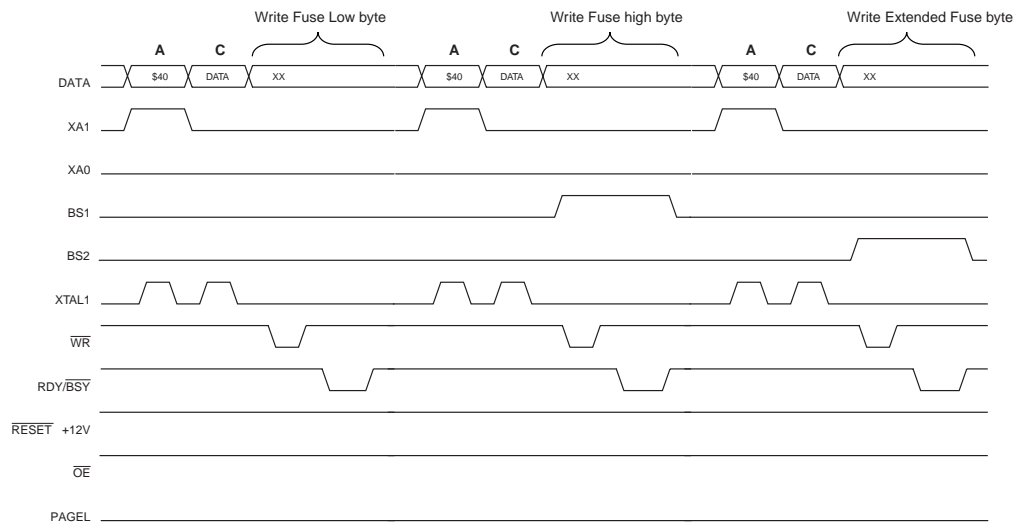 Write Fuse Low byte Write Fuse high byte Write Extended Fuse byte
A C A C A C
DATA $40 DATA XX $40 DATA XX $40 DATA XX
XA1
XA0
BS1
BS2
XTAL1
WR
RDY/BSY
RESET +12V
OE
PAGEL